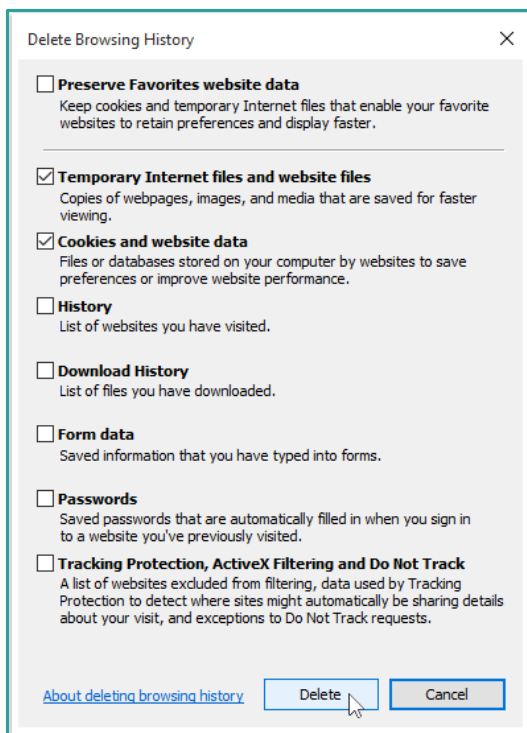 Delete Browsing History
Preserve Favorites website data
Keep cookies and temporary Internet files that enable your favorite
websites to retain preferences and display faster.
Temporary Internet files and website files
Copies of webpages, images, and media that are saved for faster
viewing.
Cookies and website data
Files or databases stored on your computer by websites to save
preferences or improve website performance.
History
List of websites you have visited.
Download History
List of files you have downloaded.
Form data
Saved information that you have typed into forms.
Passwords
Saved passwords that are automatically filled in when you sign in
to a website you've previously visited.
Tracking Protection, ActiveX Filtering and Do Not Track
A list of websites excluded from filtering, data used by Tracking
Protection to detect where sites might automatically be sharing details
about your visit, and exceptions to Do Not Track requests.
About deleting browsing history Delete Cancel